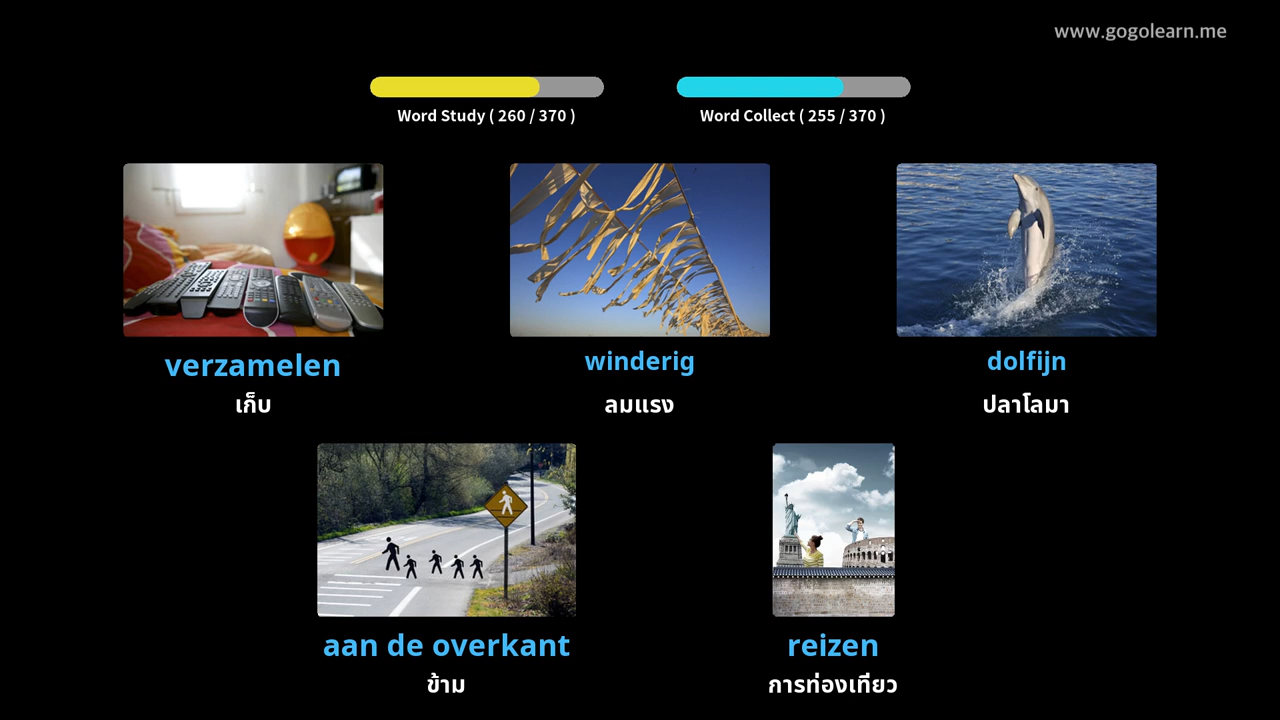 www.gogolearn.me
Word Study ( 260 / 370 )
Word Collect ( 255 / 370 )
verzamelen
เก็บ
winderig
ลมแรง
dolfijn
ปลาโลมา
aan de overkant
ข้าม
reizen
การท่องเที่ยว